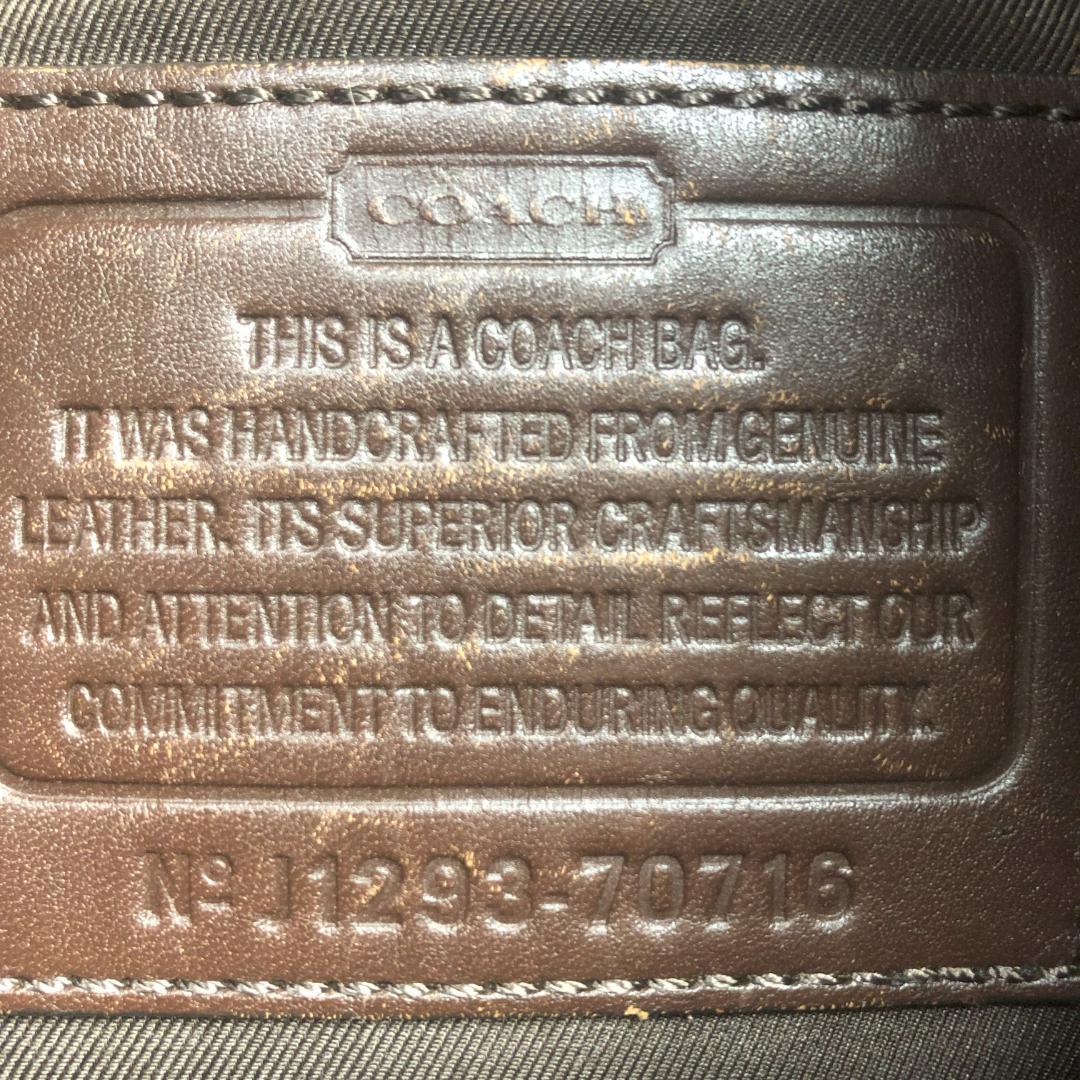 COACH
THIS IS A COACH BAG.
IT WAS HANDCRAFTED FROM GENUINE
LEATHER. ITS SUPERIOR CRAFTSMANSHIP
AND ATTENTION TO DETAIL REFLECT OUR
COMMITMENT TO ENDURING QUALITY.
Nº J1293-70716